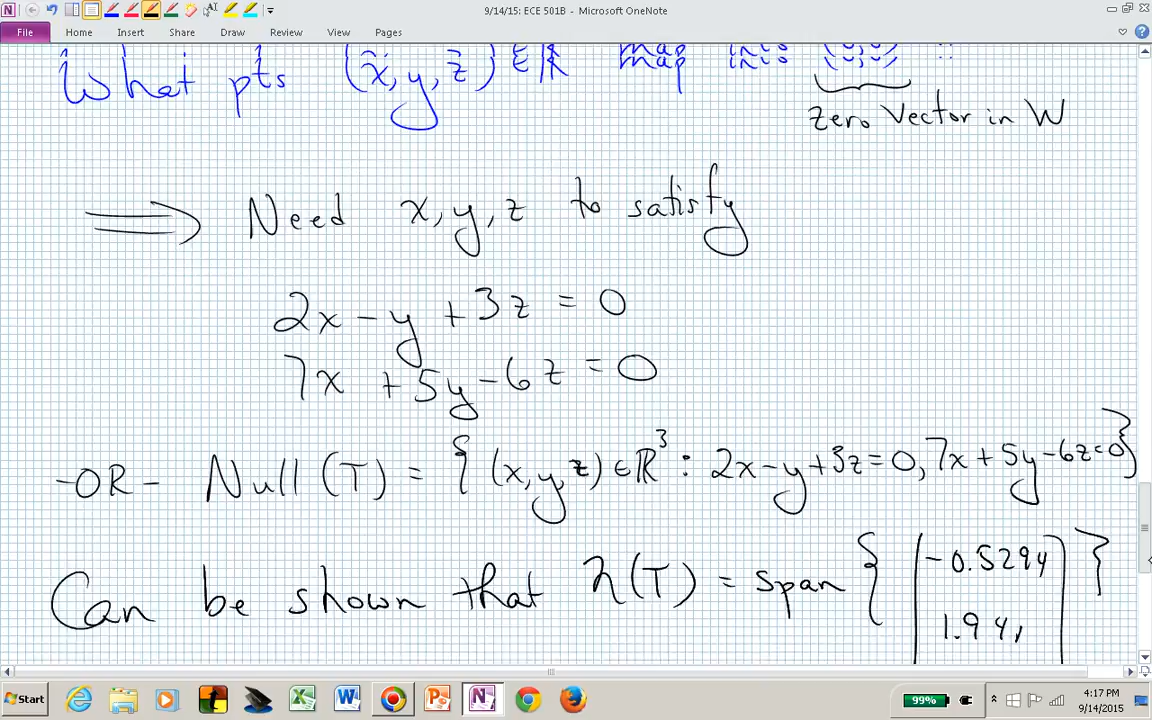 9/14/15: ECE 501B - Microsoft OneNote
File Home Insert Share Draw Review View Pages
What pts (x, y, z) ∈ℝ map into (0,0)
zero Vector in W
⟹ Need x, y, z to satisfy
2x - y + 3z = 0
7x + 5y - 6z = 0
-OR- Null (T) = { (x, y, z) ∈ ℝ³ : 2x - y + 3z = 0, 7x + 5y - 6z = 0}
Can be shown that η(T) = span { [ -0.5294
1.94
} 
Start
99%
4:17 PM
9/14/2015